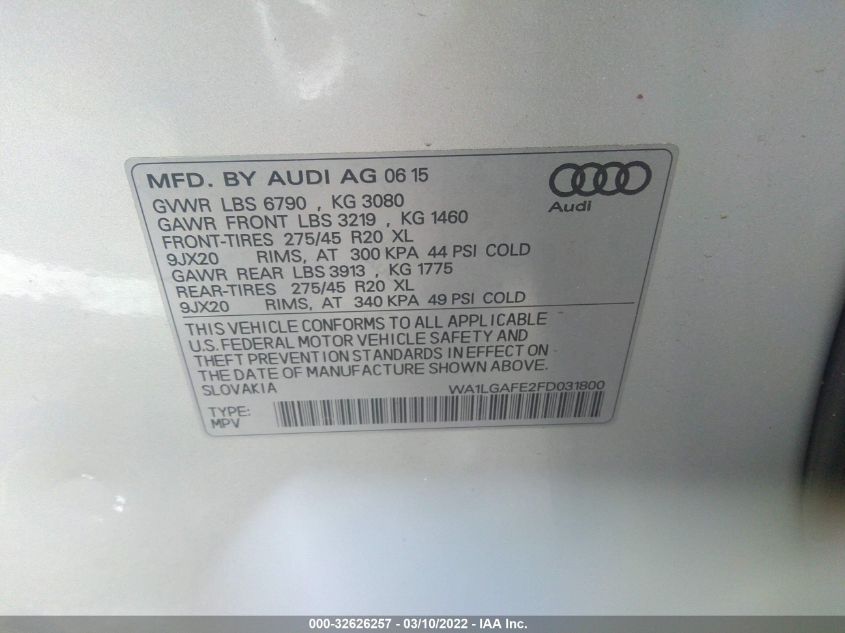 MFD. BY AUDI AG 06 15
GVWR LBS 6790 , KG 3080
GAWR FRONT LBS 3219 , KG 1460
FRONT-TIRES 275/45 R20 XL
9JX20 RIMS, AT 300 KPA 44 PSI COLD
GAWR REAR LBS 3913 , KG 1775
REAR-TIRES 275/45 R20 XL
9JX20 RIMS, AT 340 KPA 49 PSI COLD
Audi
THIS VEHICLE CONFORMS TO ALL APPLICABLE
U.S. FEDERAL MOTOR VEHICLE SAFETY AND
THEFT PREVENTION STANDARDS IN EFFECT ON
THE DATE OF MANUFACTURE SHOWN ABOVE.
SLOVAKIA WA1LGAFE2FD031800
TYPE:
MPV
000-32626257 - 03/10/2022 - IAA Inc.